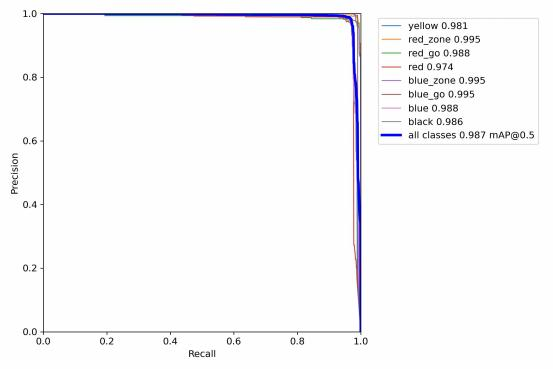 1.0
0.8
0.6
0.4
0.2
0.0
Precision
0.0 0.2 0.4 0.6 0.8 1.0
Recall
yellow 0.981
red_zone 0.995
red_go 0.988
red 0.974
blue_zone 0.995
blue_go 0.995
blue 0.988
black 0.986
all classes 0.987 mAP@0.5